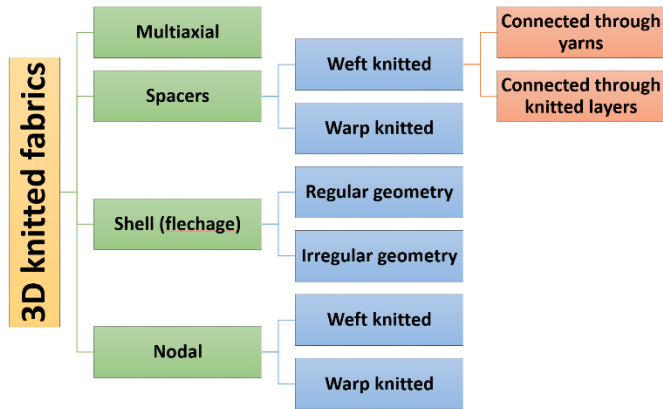 3D knitted fabrics
Multiaxial
Spacers
Weft knitted
Connected through
yarns
Connected through
knitted layers
Warp knitted
Shell (flechage)
Regular geometry
Irregular geometry
Nodal
Weft knitted
Warp knitted